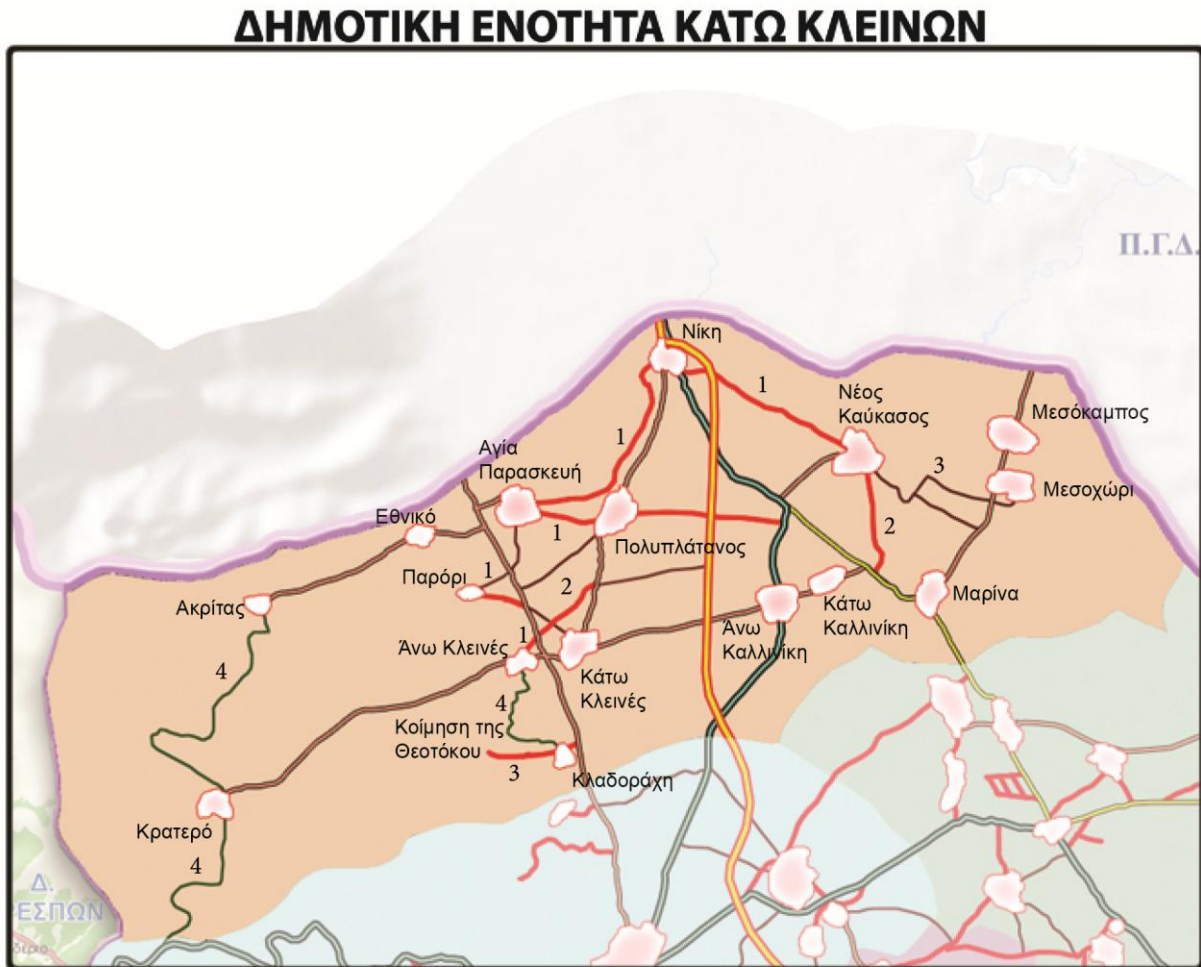 ΔΗΜΟΤΙΚΗ ΕΝΟΤΗΤΑ ΚΑΤΩ ΚΛΕΙΝΩΝ
Π.Γ.Δ.
Νίκη
1
Νέος
Καύκασος
Μεσόκαμπος
1
Αγία
Παρασκευή
3
Μεσοχώρι
Εθνικό
1
Πολυπλάτανος
2
Παρόρι
1
2
Μαρίνα
Ακρίτας
Κάτω
Καλλινίκη
Άνω
Καλλινίκη
1
Άνω Κλεινές
Κάτω
Κλεινές
4
4
Κοίμηση της
Θεοτόκου
3
Κλαδοράχη
Κρατερό
4
Δ.
ΕΣΠΩΝ